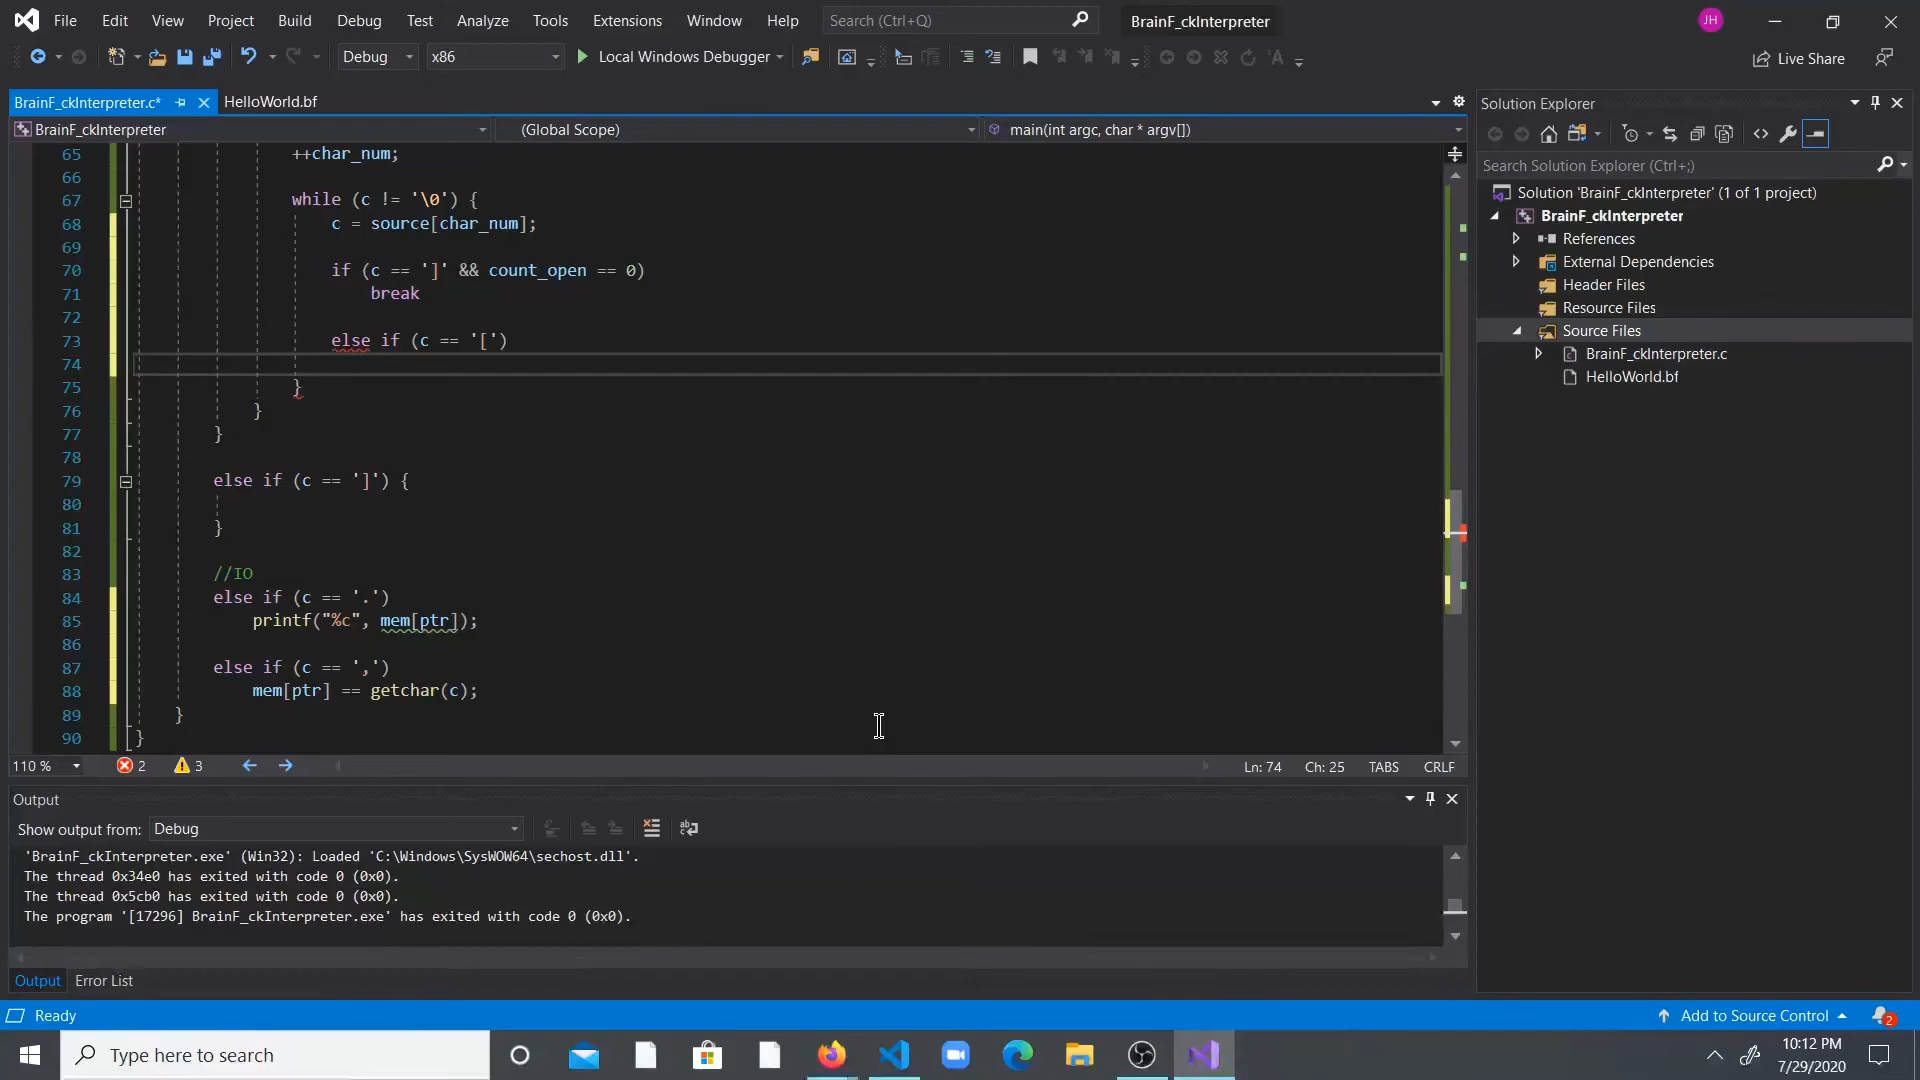 File Edit View Project Build Debug Test Analyze Tools Extensions Window Help Search (Ctrl+Q) BrainF_ckInterpreter JH
Debug x86 Local Windows Debugger Live Share
BrainF_ckInterpreter.c* HelloWorld.bf
BrainF_ckInterpreter (Global Scope) main(int argc, char * argv[])
65 ++char_num;
66
67 while (c != '\0') {
68 c = source[char_num];
69
70 if (c == ']' && count_open == 0)
71 break
72
73 else if (c == '[')
74
75 }
76 }
77 }
78
79 else if (c == ']') {
80
81 }
82
83 //IO
84 else if (c == '.')
85 printf("%c", mem[ptr]);
86
87 else if (c == ',')
88 mem[ptr] == getchar(c);
89 }
90 }
110 % 2 3 Ln: 74 Ch: 25 TABS CRLF
Output
Show output from: Debug
'BrainF_ckInterpreter.exe' (Win32): Loaded 'C:\Windows\SysWOW64\sechost.dll'.
The thread 0x34e0 has exited with code 0 (0x0).
The thread 0x5cb0 has exited with code 0 (0x0).
The program '[17296] BrainF_ckInterpreter.exe' has exited with code 0 (0x0).
Output Error List
Solution Explorer
Search Solution Explorer (Ctrl+;)
Solution 'BrainF_ckInterpreter' (1 of 1 project)
BrainF_ckInterpreter
References
External Dependencies
Header Files
Resource Files
Source Files
BrainF_ckInterpreter.c
HelloWorld.bf
Ready Add to Source Control 2
Type here to search
10:12 PM
7/29/2020